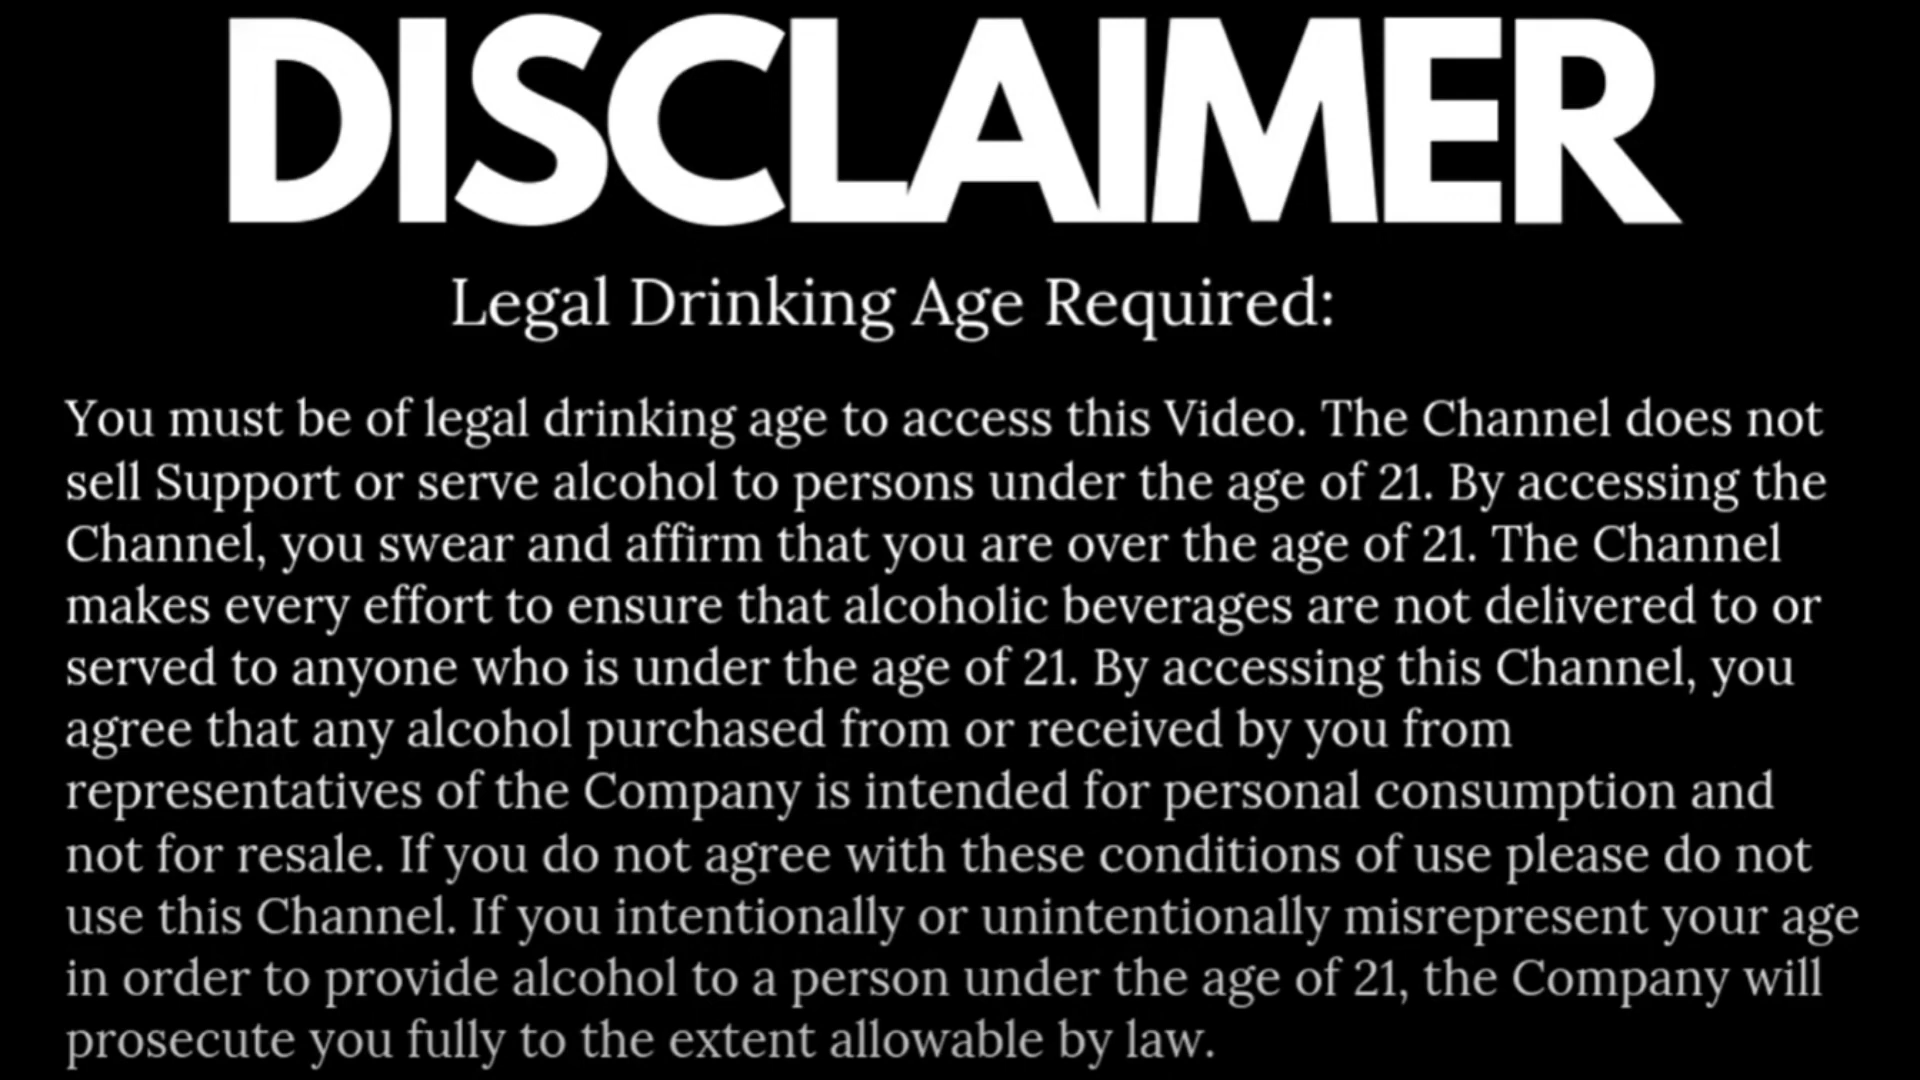 DISCLAIMER
Legal Drinking Age Required:
You must be of legal drinking age to access this Video. The Channel does not
sell Support or serve alcohol to persons under the age of 21. By accessing the
Channel, you swear and affirm that you are over the age of 21. The Channel
makes every effort to ensure that alcoholic beverages are not delivered to or
served to anyone who is under the age of 21. By accessing this Channel, you
agree that any alcohol purchased from or received by you from
representatives of the Company is intended for personal consumption and
not for resale. If you do not agree with these conditions of use please do not
use this Channel. If you intentionally or unintentionally misrepresent your age
in order to provide alcohol to a person under the age of 21, the Company will
prosecute you fully to the extent allowable by law.